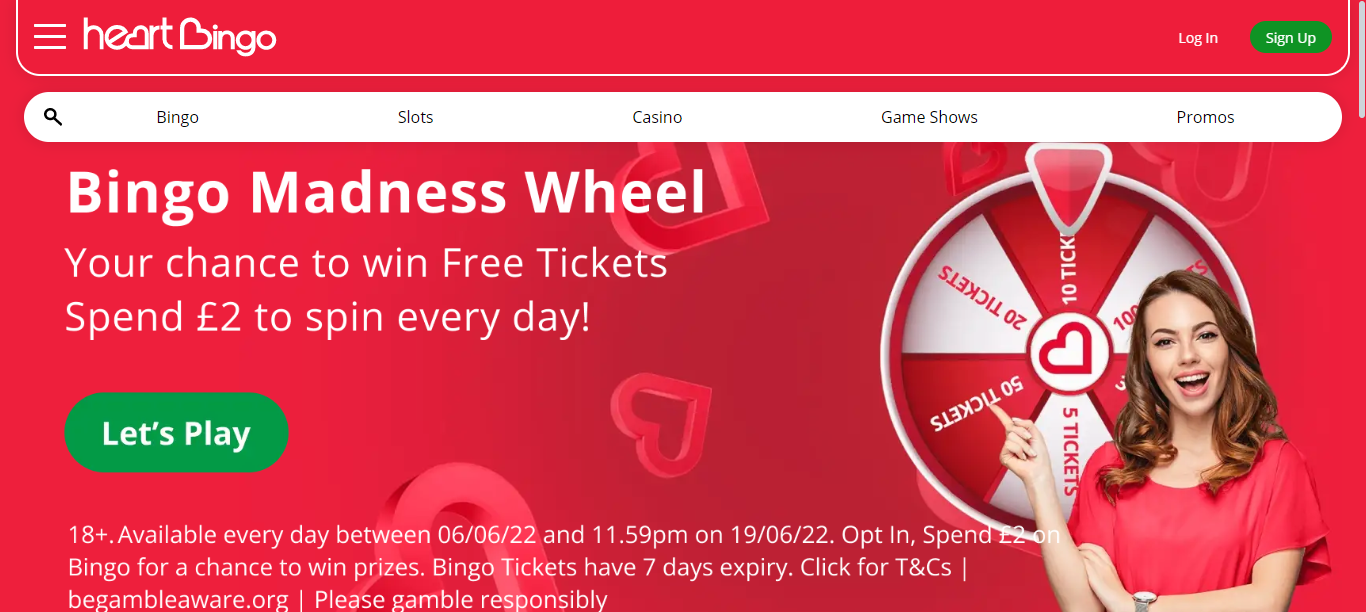 heart Bingo
Log In
Sign Up
Bingo
Slots
Casino
Game Shows
Promos
Bingo Madness Wheel
Your chance to win Free Tickets
Spend £2 to spin every day!
Let's Play
20 TICKETS
10 TICK
100
50 TICKETS
5 TICKETS
18+. Available every day between 06/06/22 and 11.59pm on 19/06/22. Opt In, Spend £2 on
Bingo for a chance to win prizes. Bingo Tickets have 7 days expiry. Click for T&Cs |
begambleaware.org | Please gamble responsibly